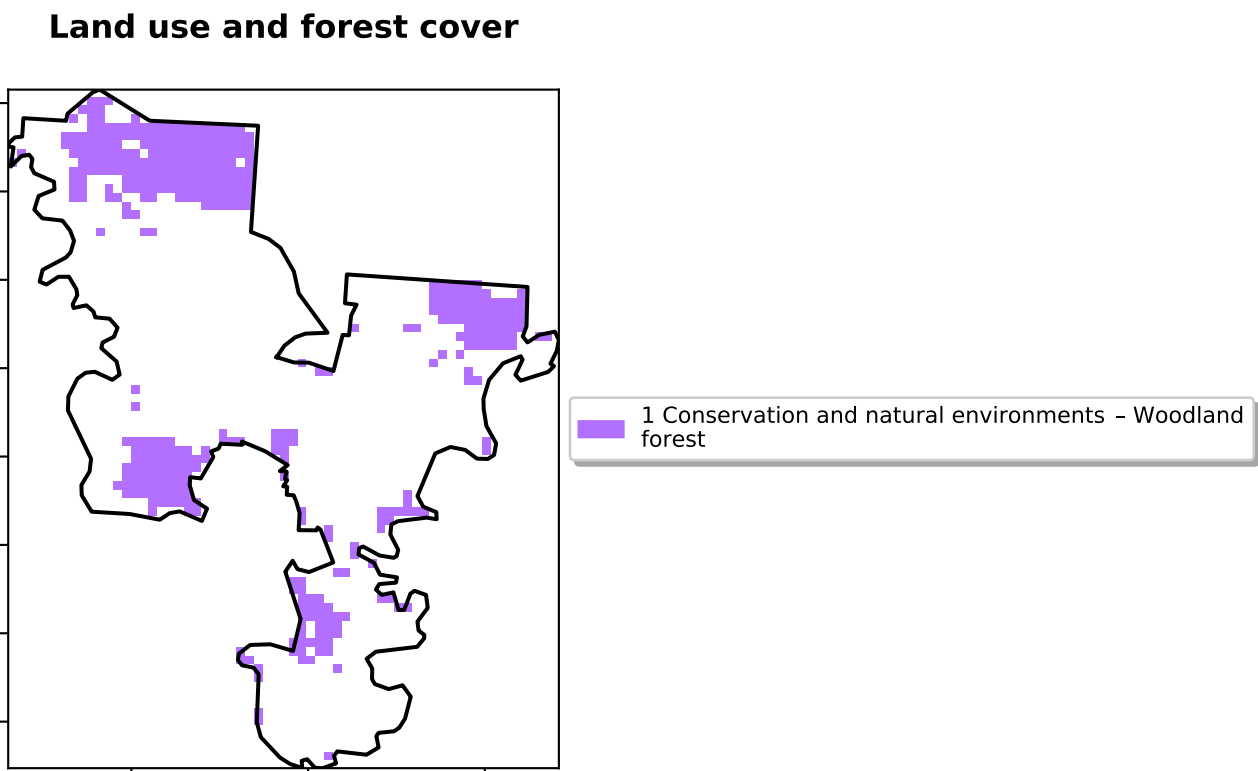 Land use and forest cover
1 Conservation and natural environments – Woodland
forest